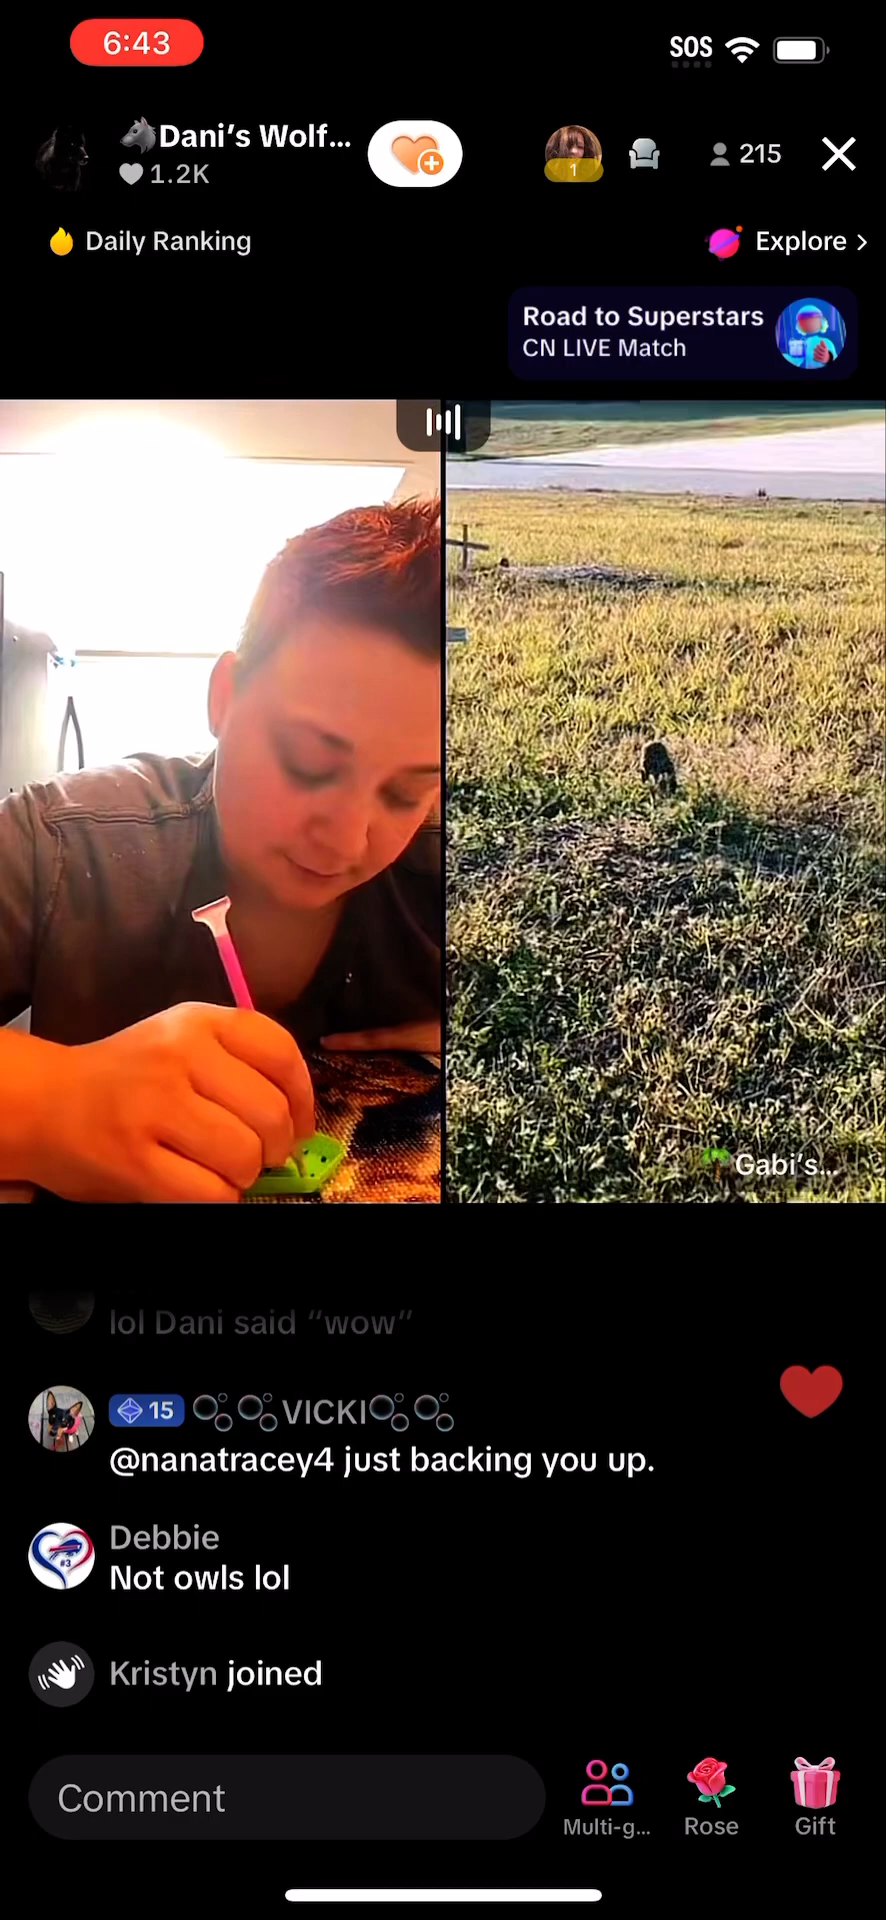 6:43
SOS
Dani's Wolf...
1.2K
1
215
Daily Ranking
Explore >
Road to Superstars
CN LIVE Match
Gabi's...
lol Dani said "wow"
15 VICKI
@nanatracey4 just backing you up.
#3
Debbie
Not owls lol
Kristyn joined
Comment
Multi-g...
Rose
Gift